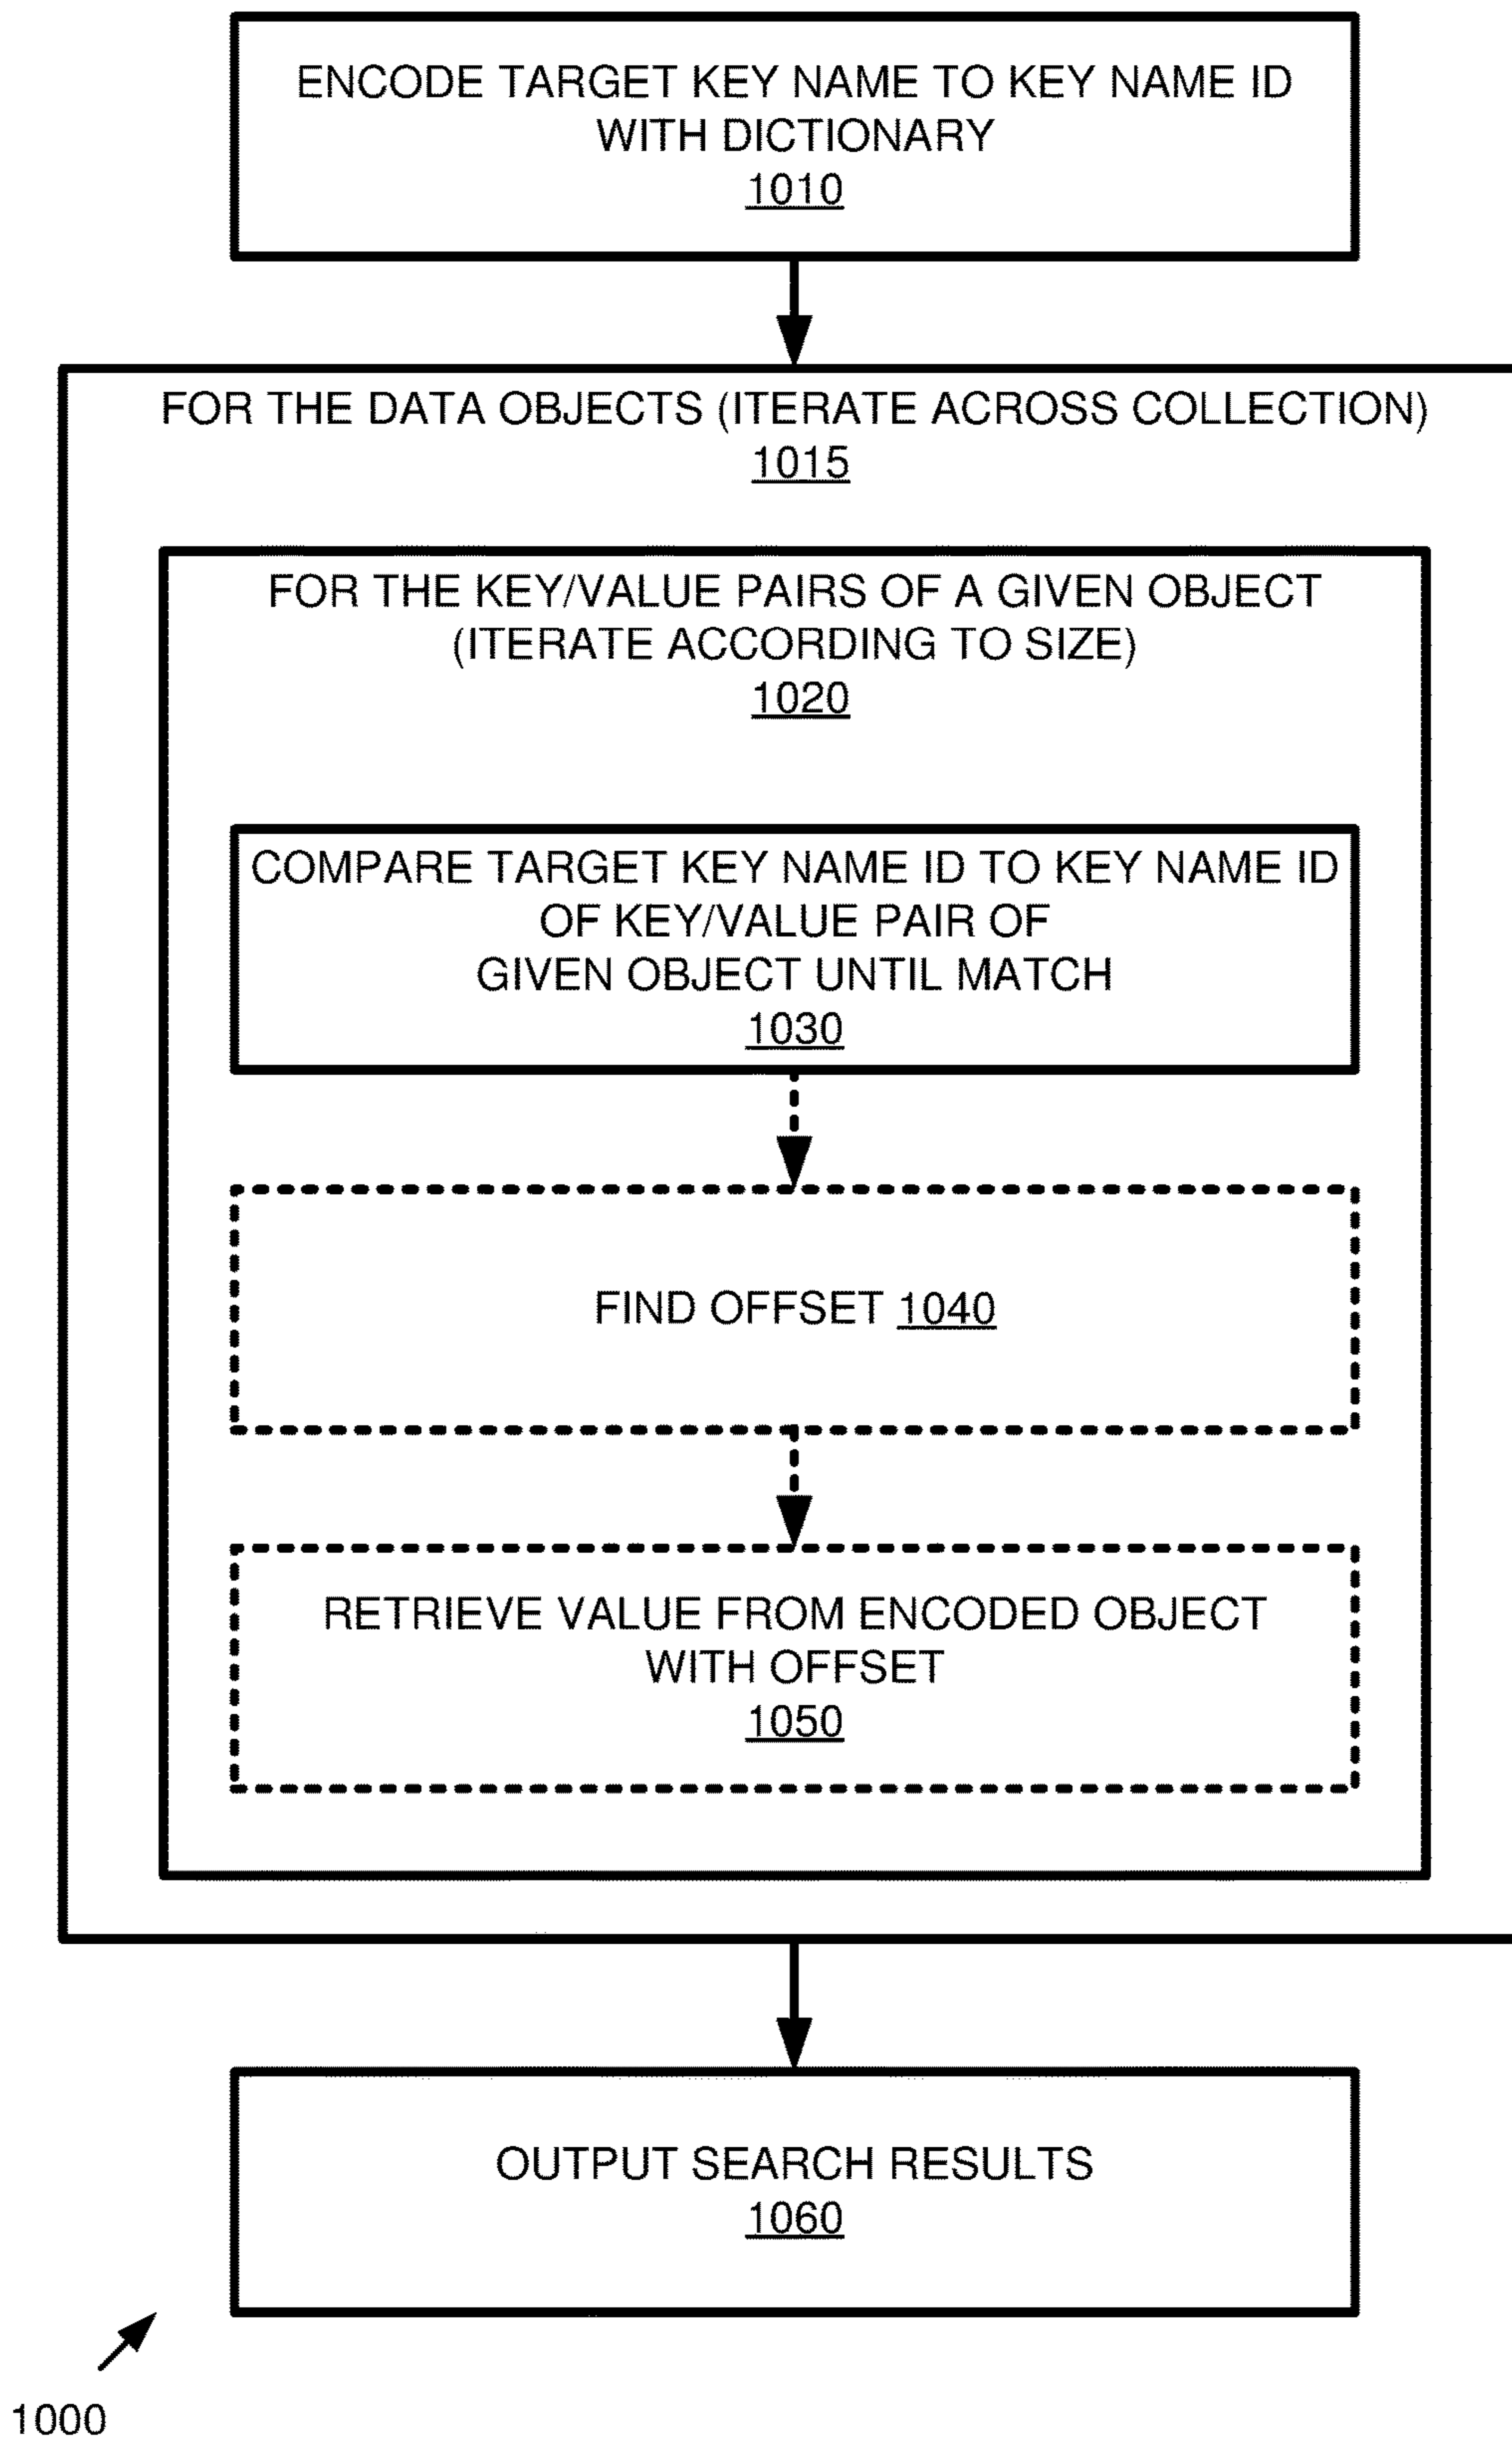 ENCODE TARGET KEY NAME TO KEY NAME ID
WITH DICTIONARY
1010
FOR THE DATA OBJECTS (ITERATE ACROSS COLLECTION)
1015
FOR THE KEY/VALUE PAIRS OF A GIVEN OBJECT
(ITERATE ACCORDING TO SIZE)
1020
COMPARE TARGET KEY NAME ID TO KEY NAME ID
OF KEY/VALUE PAIR OF
GIVEN OBJECT UNTIL MATCH
1030
FIND OFFSET 1040
RETRIEVE VALUE FROM ENCODED OBJECT
WITH OFFSET
1050
OUTPUT SEARCH RESULTS
1060
1000